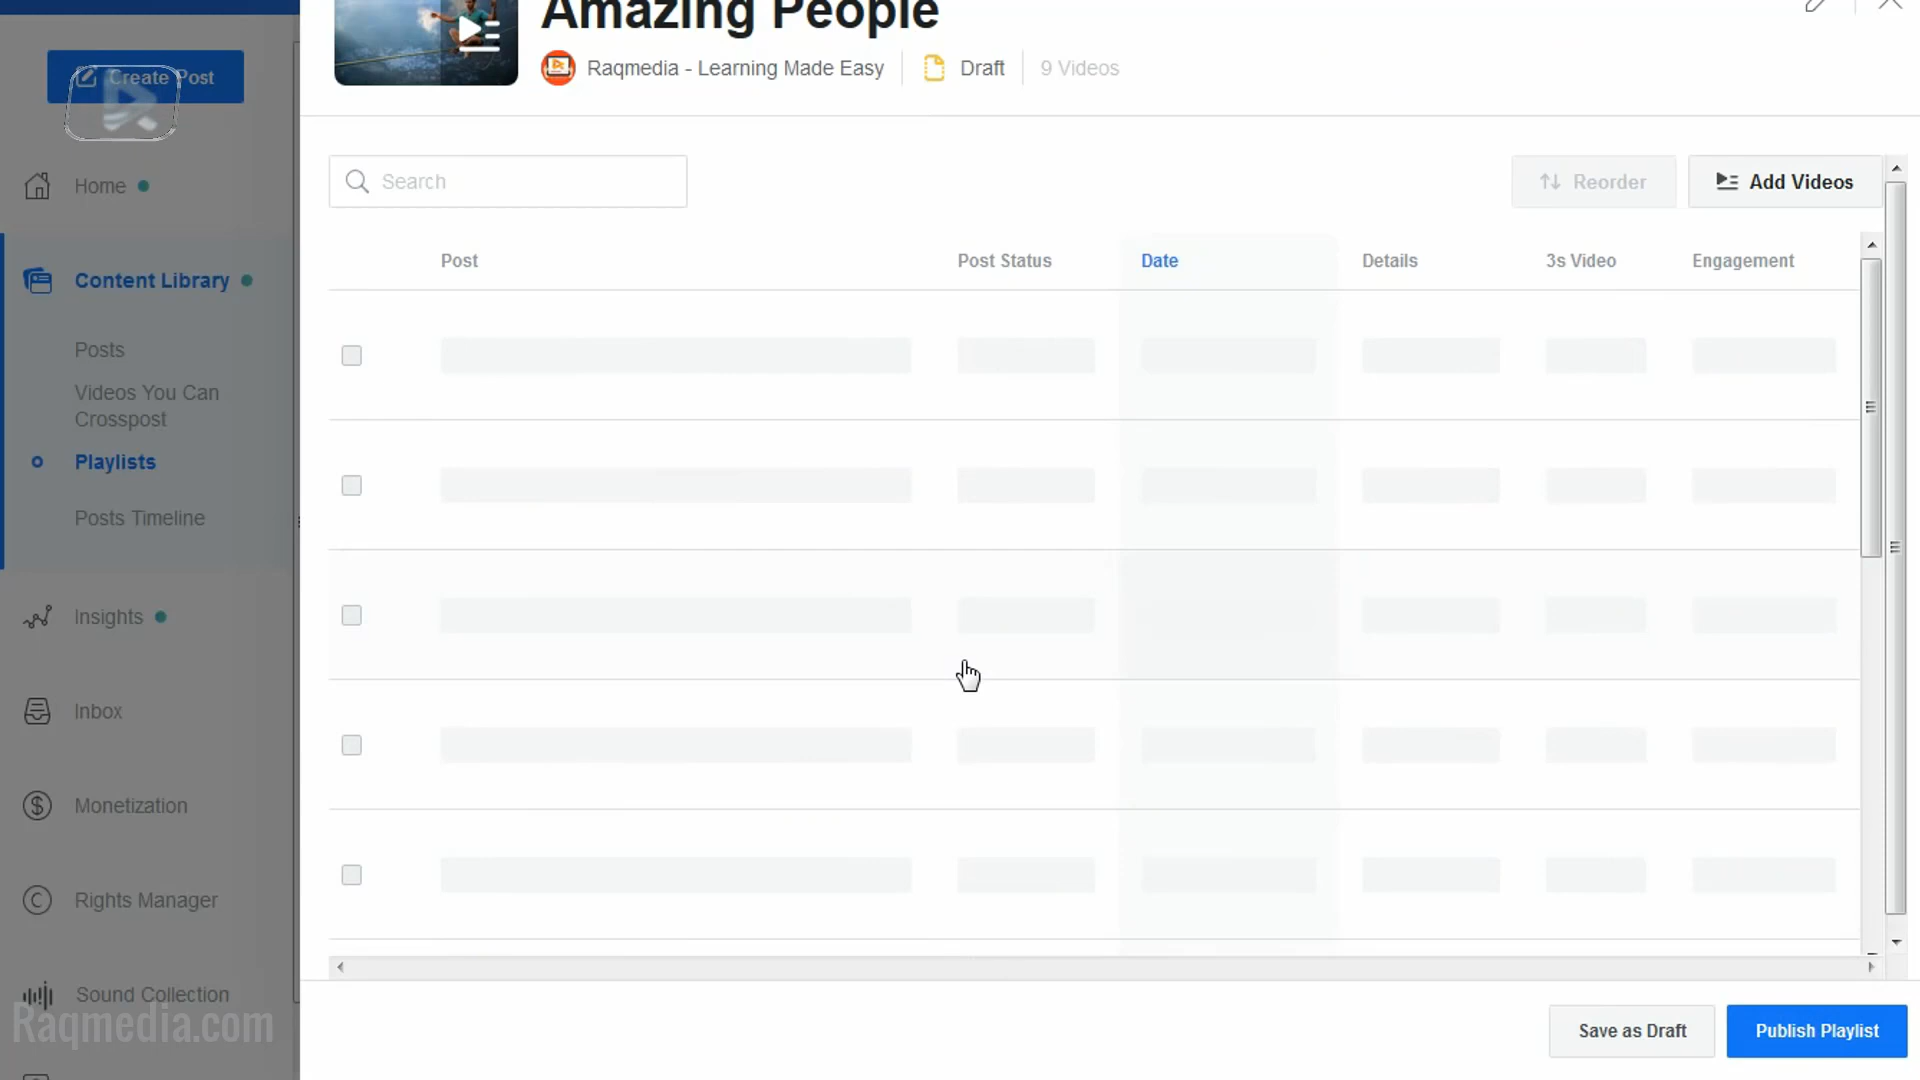 Amazing People
Raqmedia - Learning Made Easy
Draft
9 Videos
Create Post
Home
Content Library
Posts
Videos You Can
Crosspost
Playlists
Posts Timeline
Insights
Inbox
Monetization
Rights Manager
Sound Collection
Raqmedia.com
Search
Reorder
Add Videos
Post
Post Status
Date
Details
3s Video
Engagement
Save as Draft
Publish Playlist